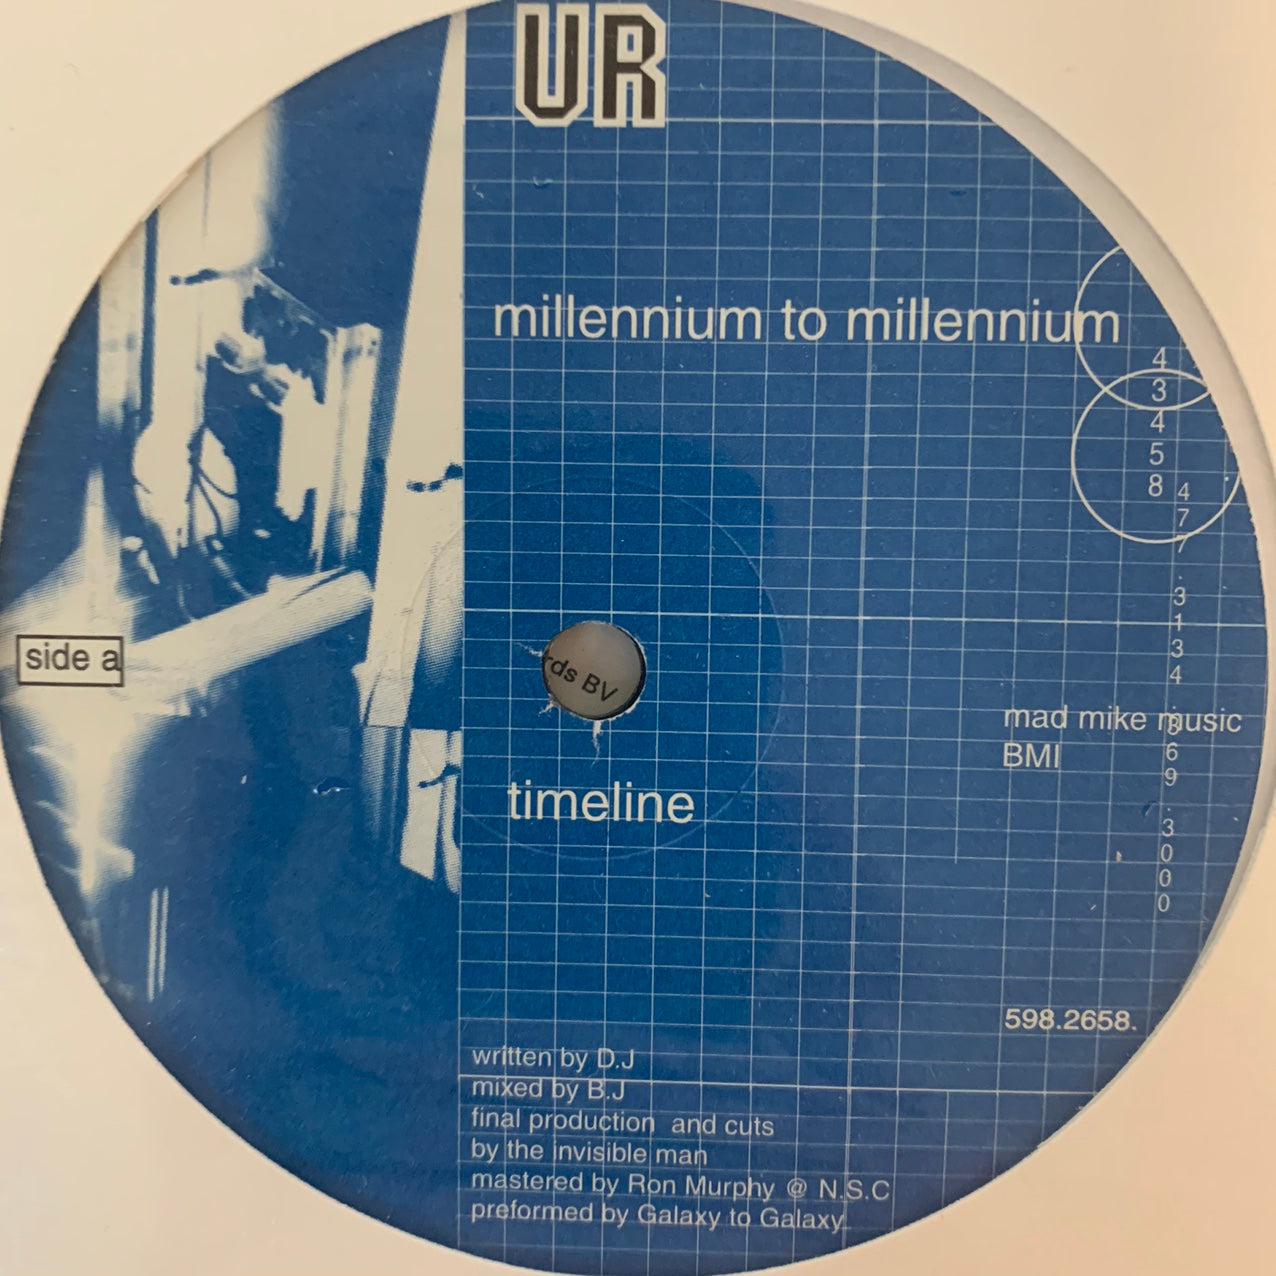 UR
millennium to millennium
4
3
4
5
8
4
7
7
.
3
1
3
4
side a
rds BV
mad mike music
BMI
6
9
.
3
0
0
0
timeline
598.2658.
written by D.J
mixed by B.J
final production and cuts
by the invisible man
mastered by Ron Murphy @ N.S.C
preformed by Galaxy to Galaxy